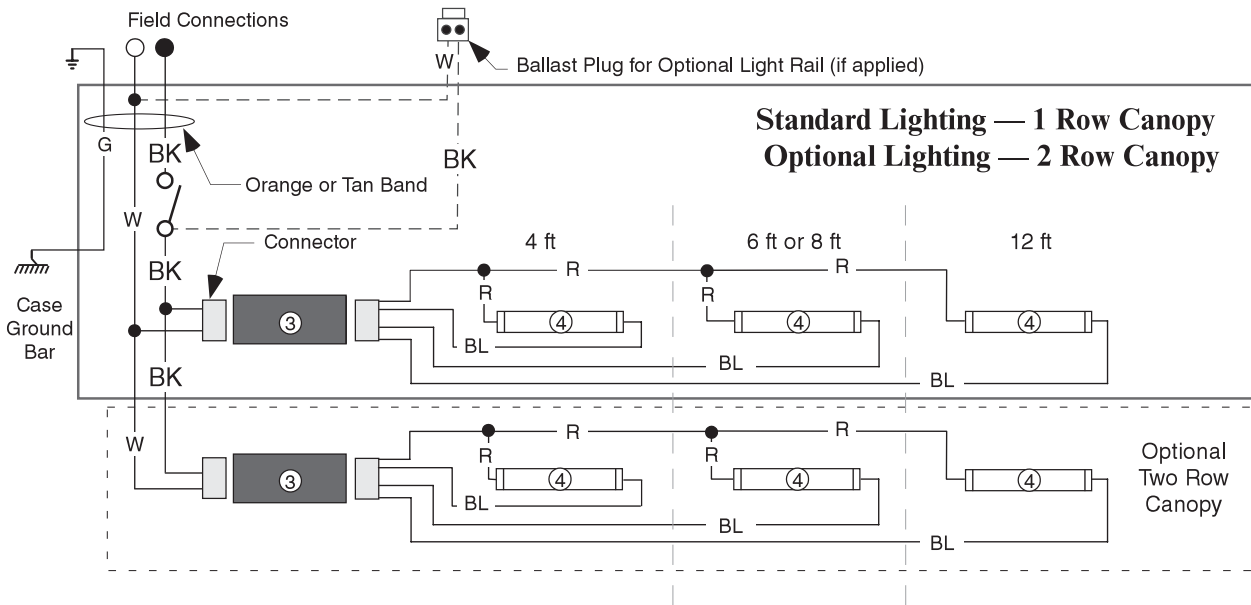 Field Connections
W
Ballast Plug for Optional Light Rail (if applied)
Standard Lighting — 1 Row Canopy
Optional Lighting — 2 Row Canopy
G
BK
BK
Orange or Tan Band
W
Connector
4 ft
6 ft or 8 ft
12 ft
BK
R
R
Case
Ground
Bar
R
R
3
4
4
4
BL
BL
BL
BK
W
R
R
R
R
3
4
4
4
BL
BL
BL
Optional
Two Row
Canopy